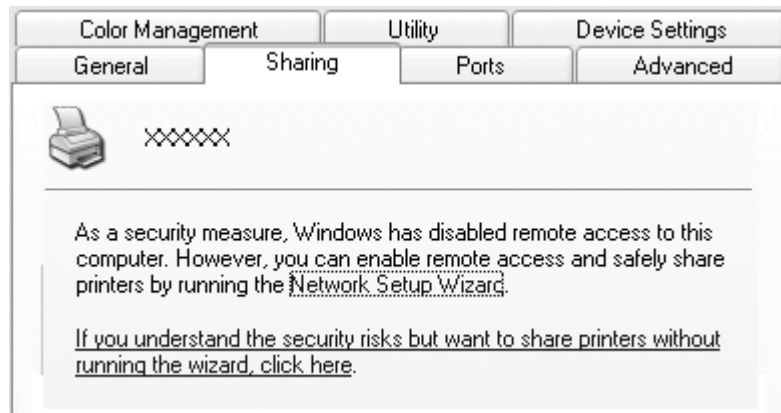 Color Management Utility Device Settings
General Sharing Ports Advanced
XXXXXX
As a security measure, Windows has disabled remote access to this
computer. However, you can enable remote access and safely share
printers by running the Network Setup Wizard.
If you understand the security risks but want to share printers without
running the wizard, click here.